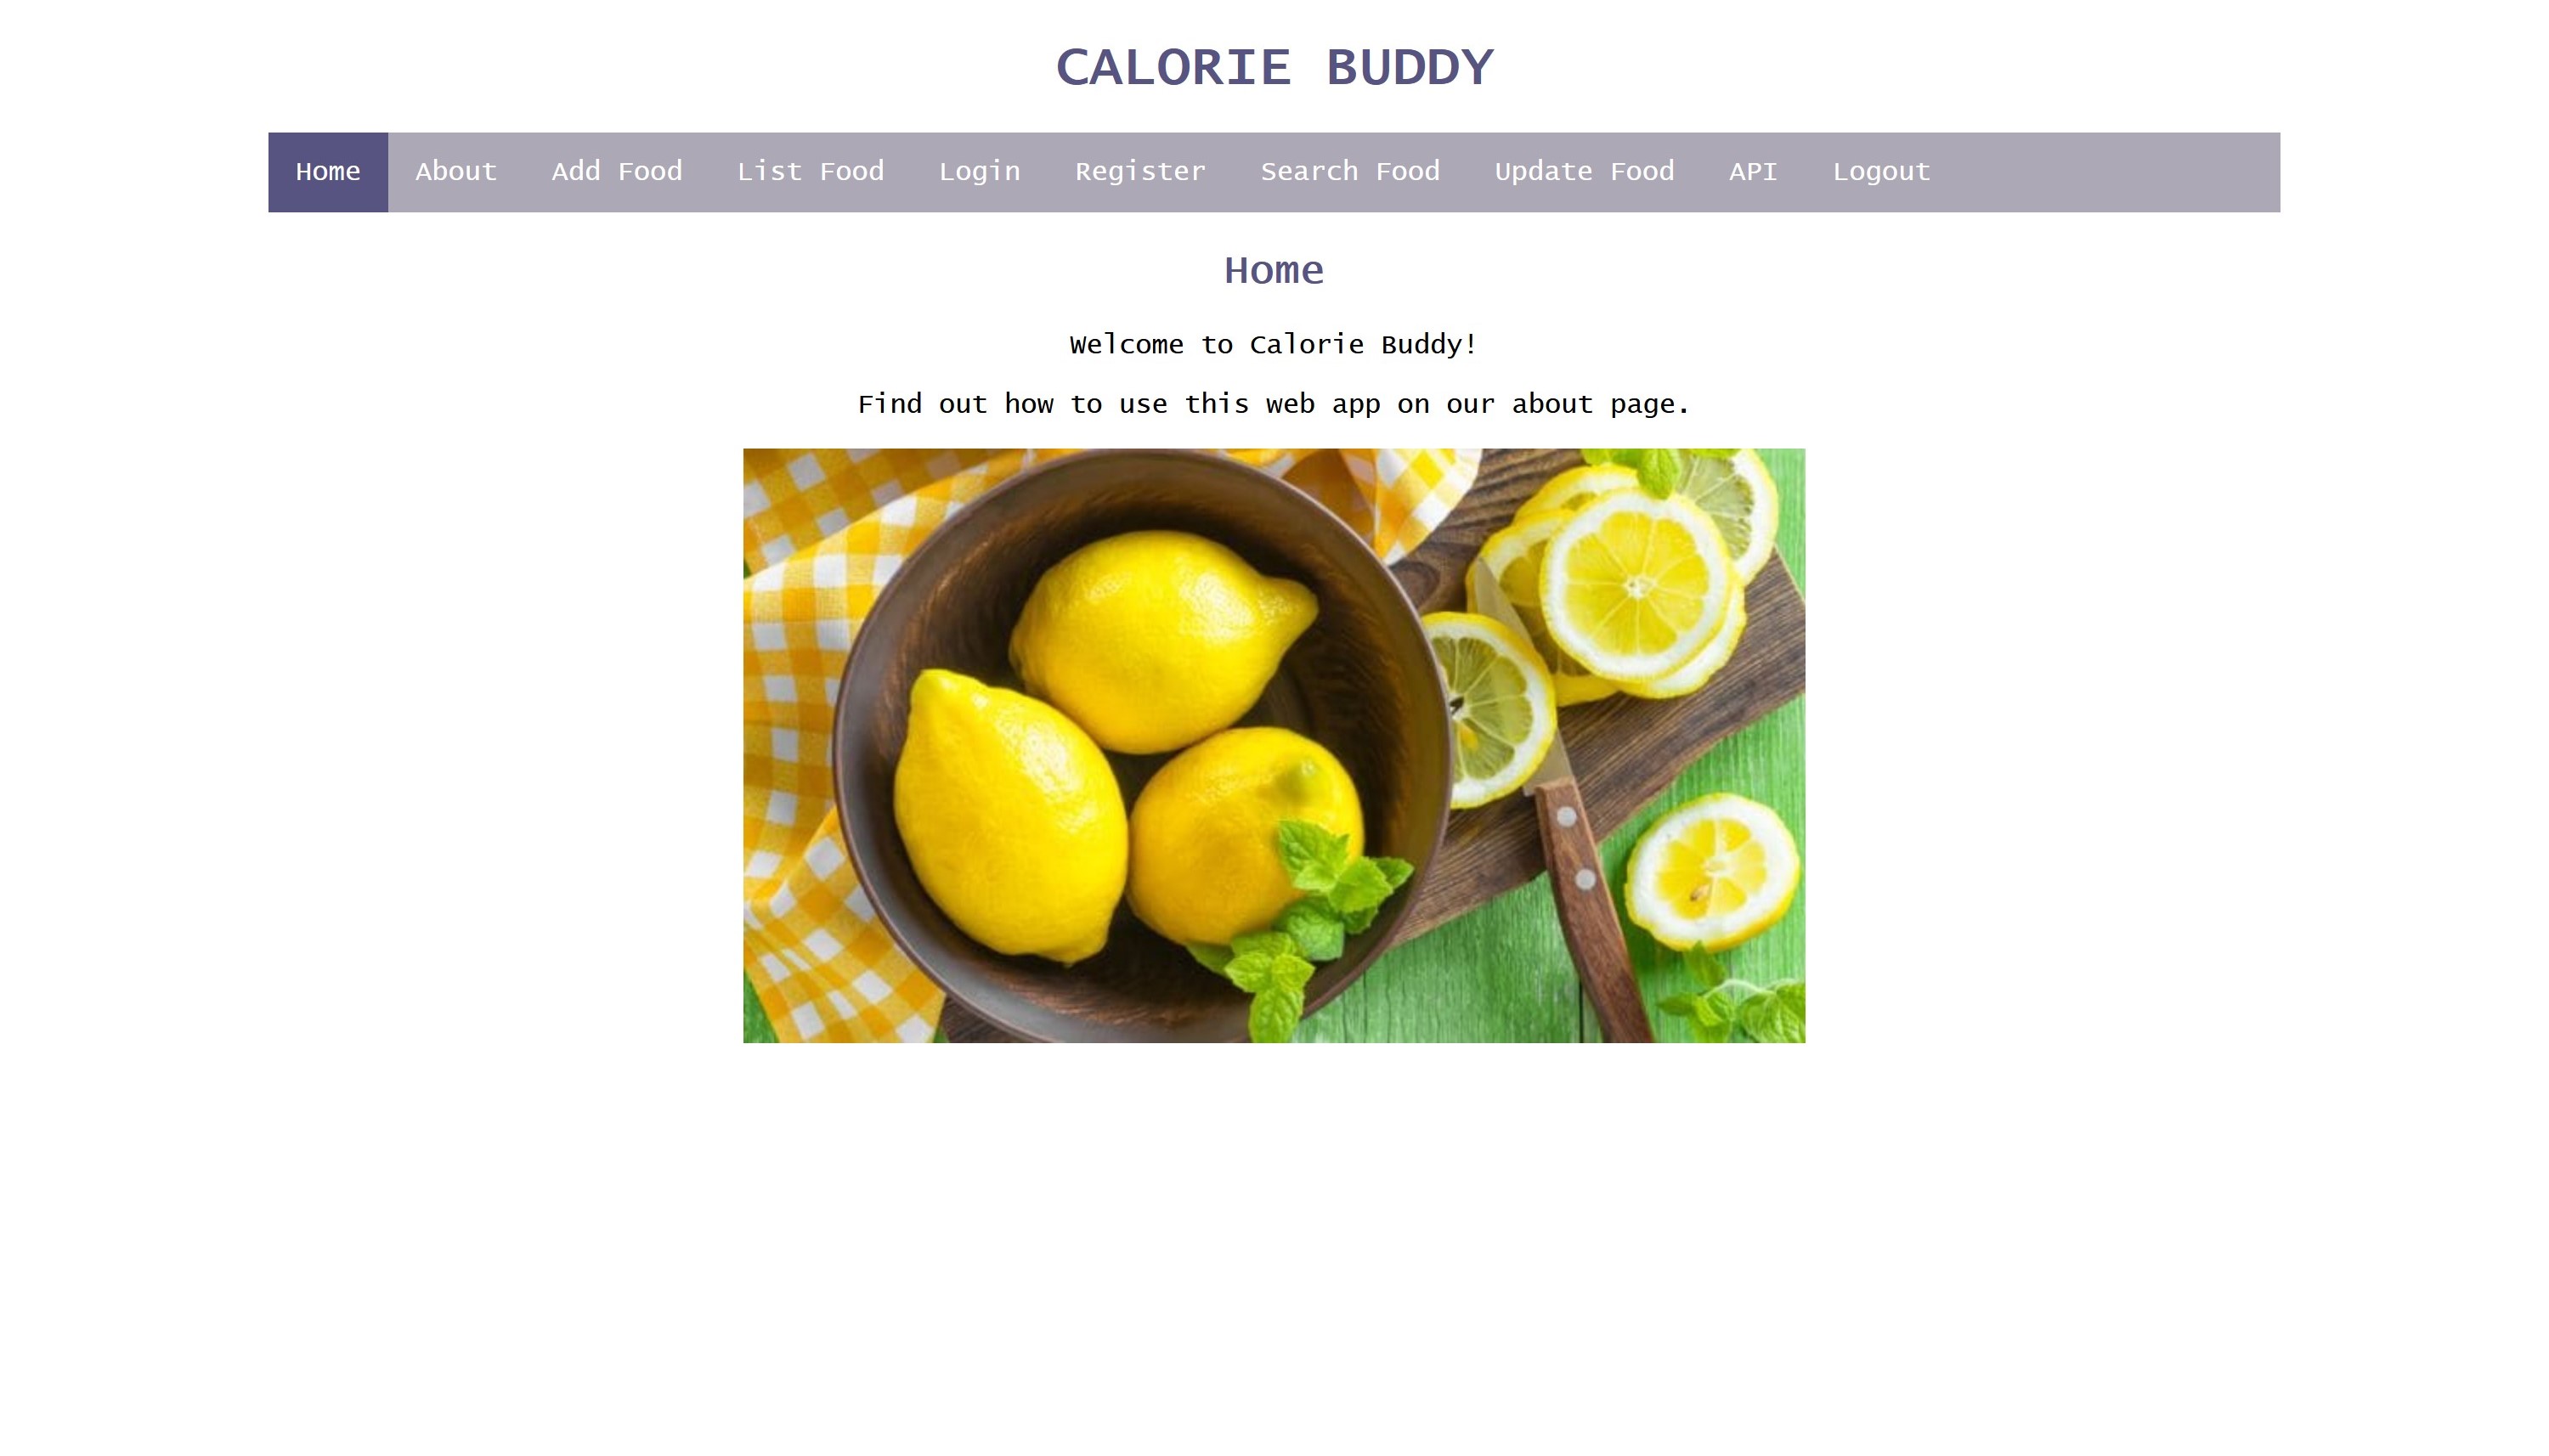 CALORIE BUDDY
Home About Add Food List Food Login Register Search Food Update Food API Logout
Home
Welcome to Calorie Buddy!
Find out how to use this web app on our about page.